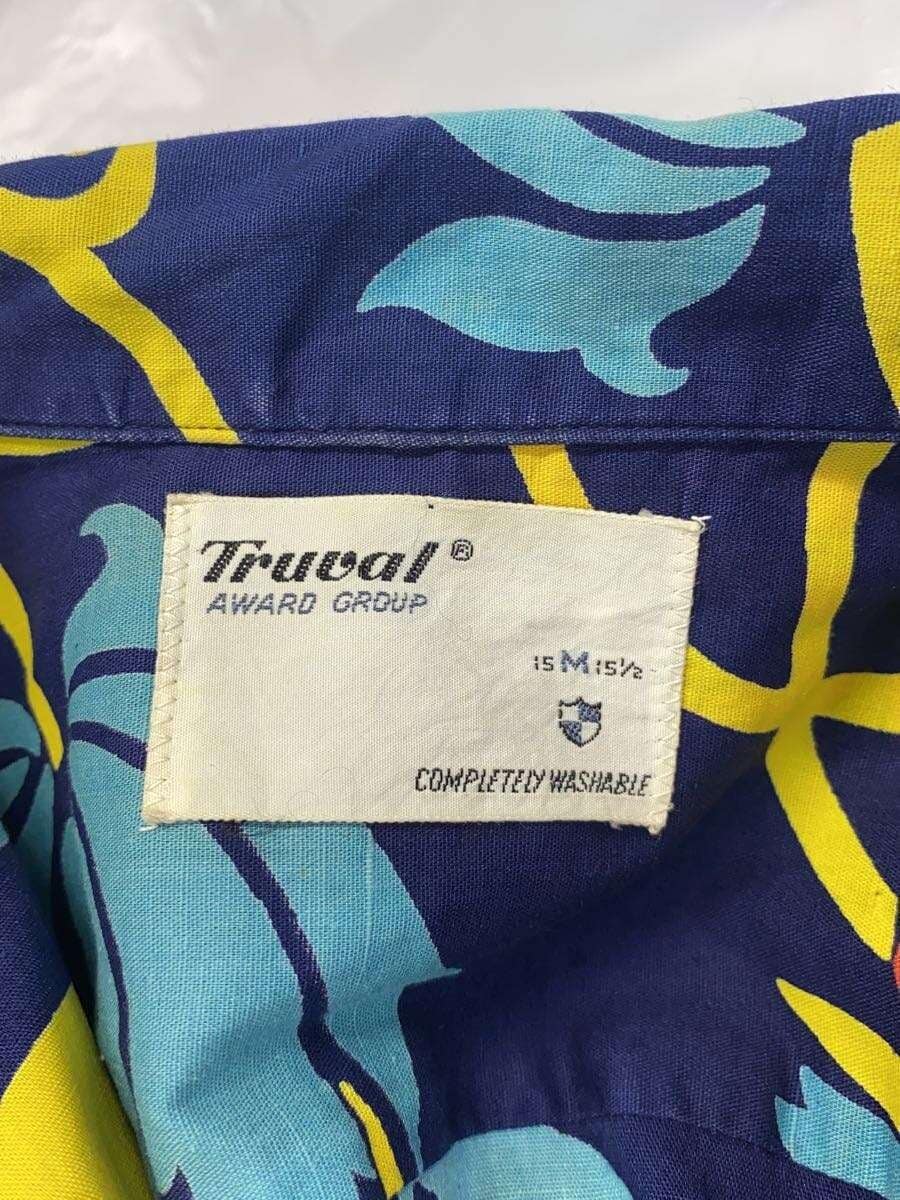 Truval ®
AWARD GROUP
15 M 15½
COMPLETELY WASHABLE